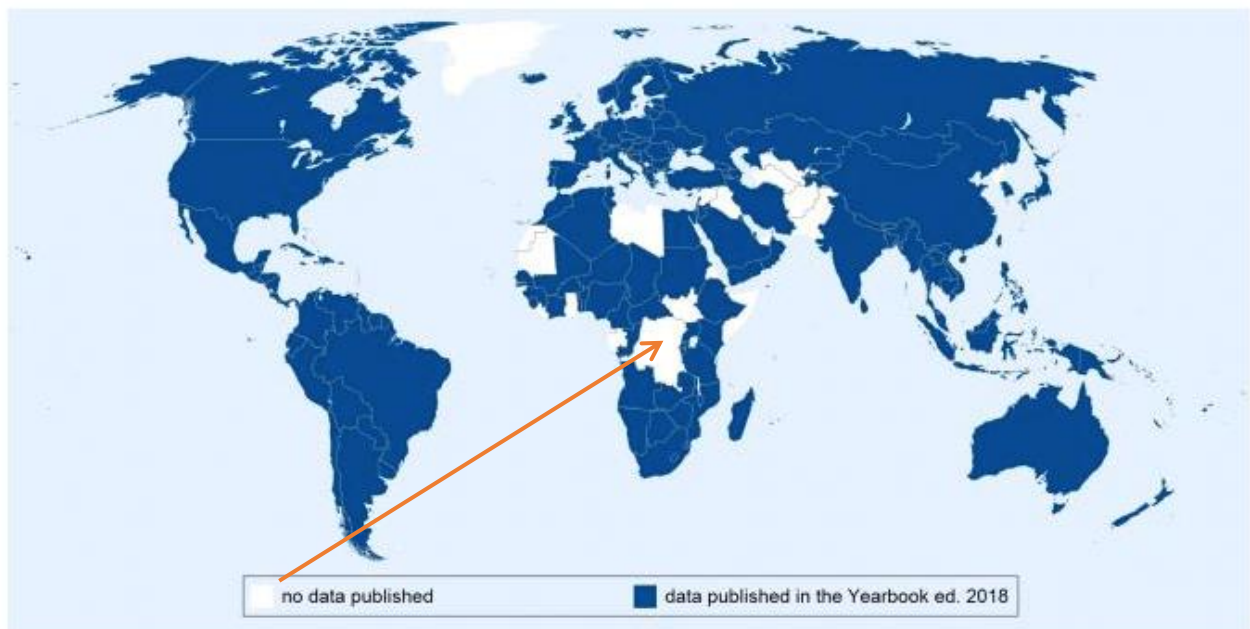 no data published
data published in the Yearbook ed. 2018